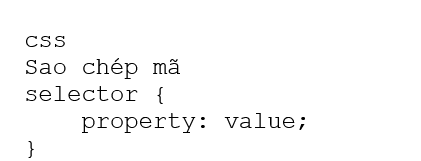 css
Sao chép mã
selector {
    property: value;
}